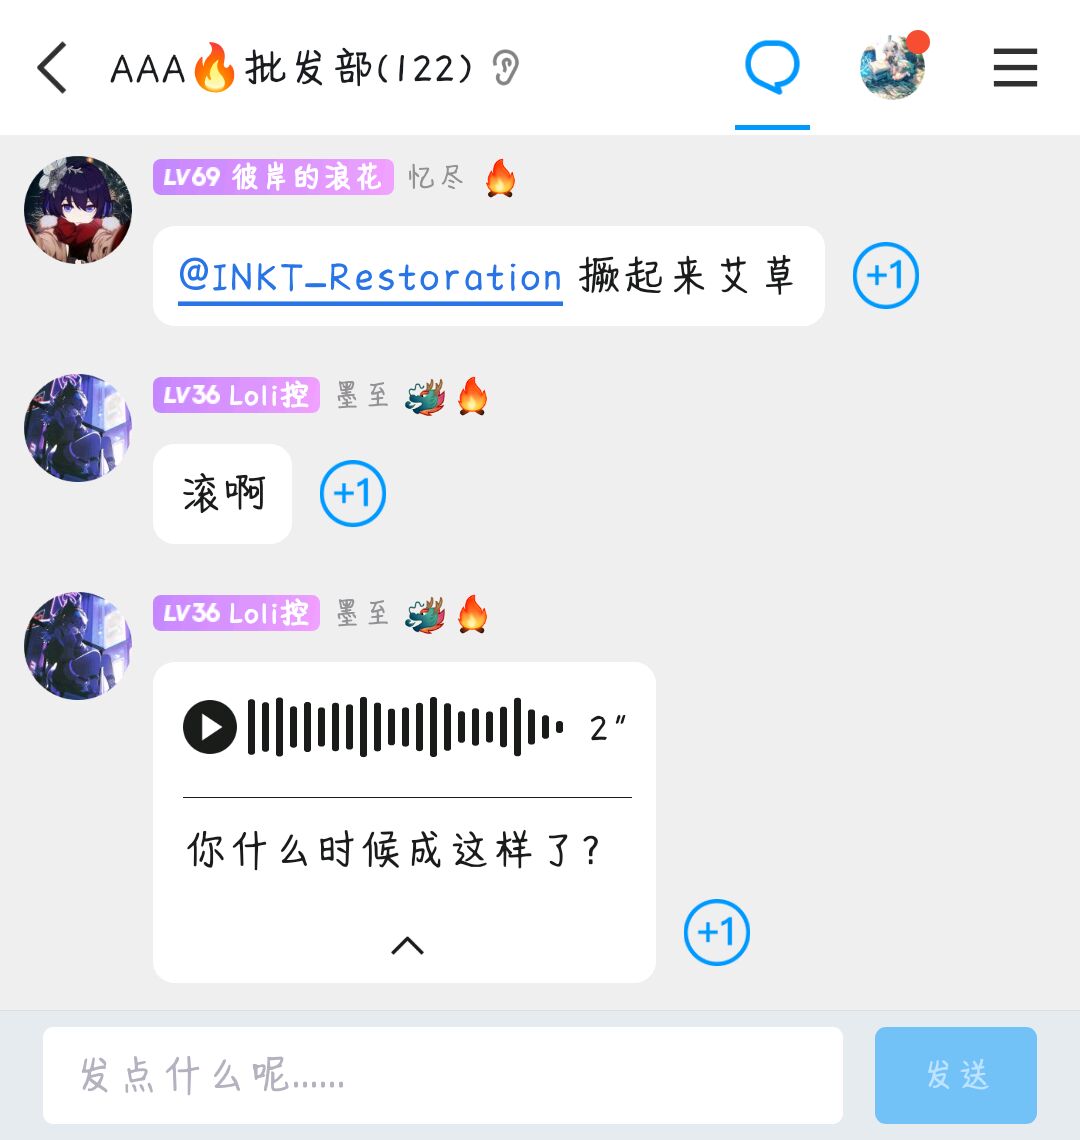 AAA🔥批发部(122)
LV69 彼岸的浪花 忆尽 🔥
@INKT_Restoration 撅起来艾草
+1
LV36 Loli控 墨至 🐲🔥
滚啊
+1
LV36 Loli控 墨至 🐲🔥
2"
你什么时候成这样了?
+1
发点什么呢......
发送